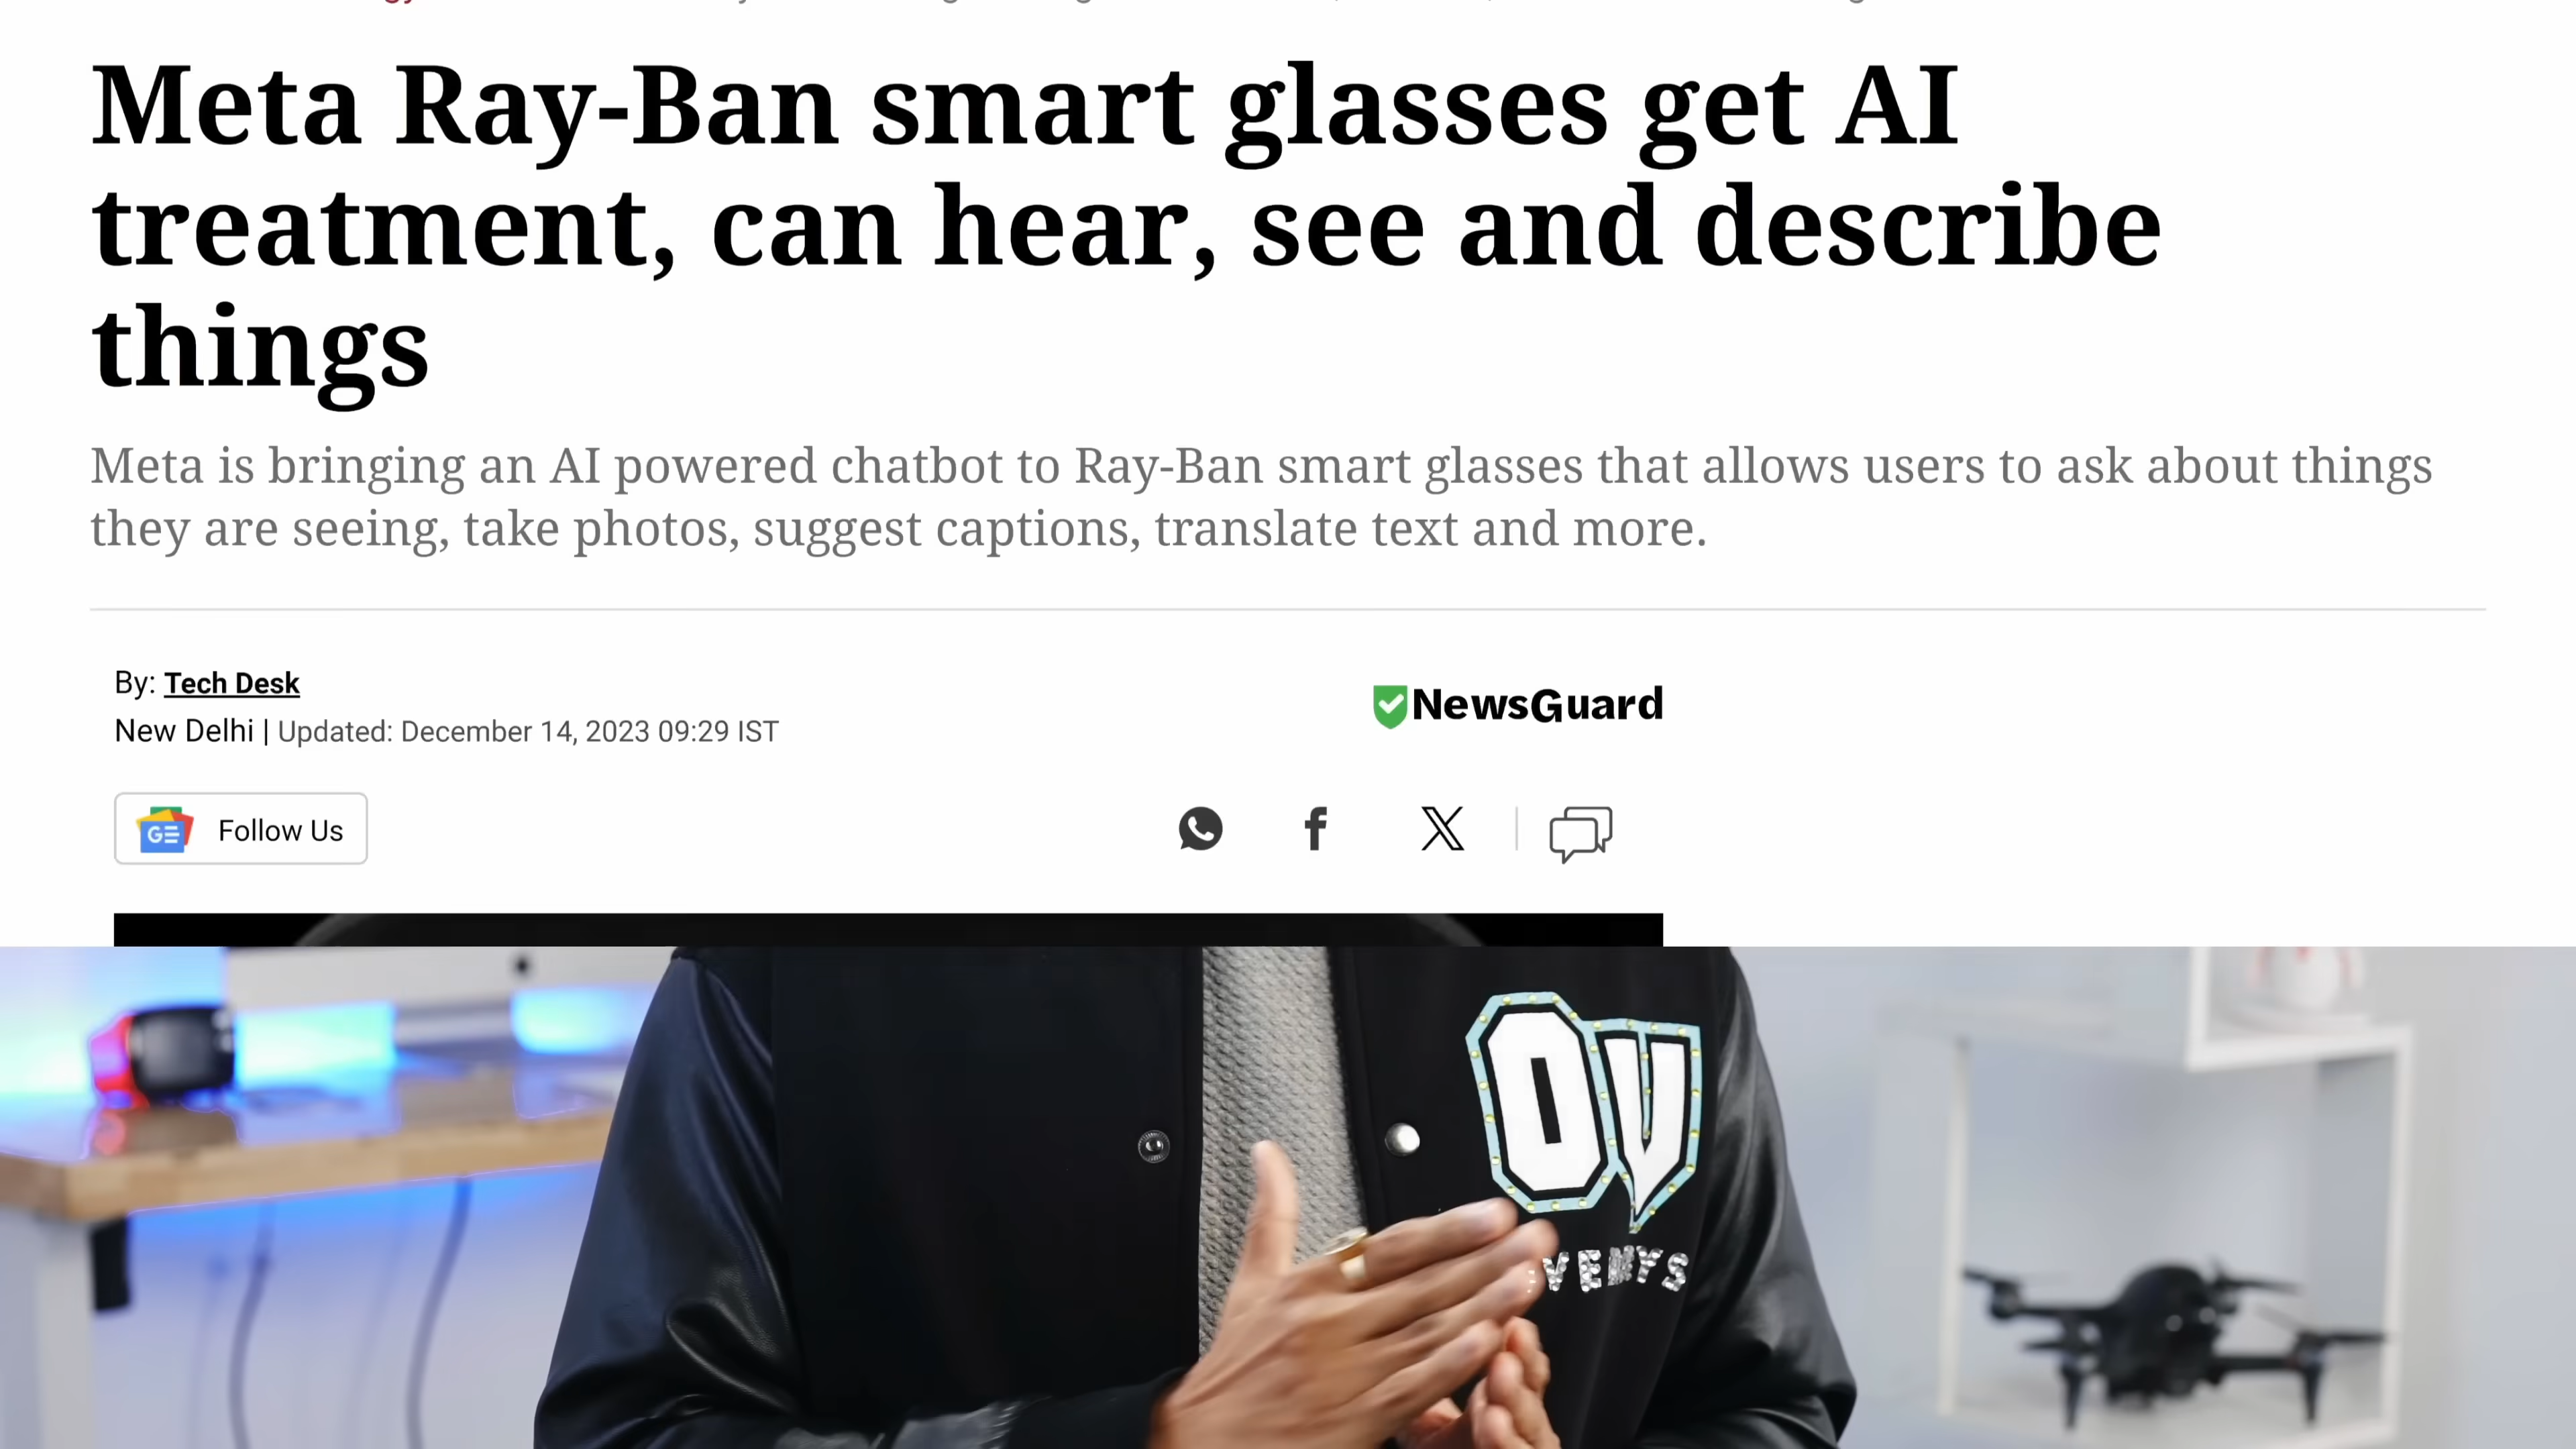 Meta Ray-Ban smart glasses get AI
treatment, can hear, see and describe
things
Meta is bringing an AI powered chatbot to Ray-Ban smart glasses that allows users to ask about things
they are seeing, take photos, suggest captions, translate text and more.
By: Tech Desk
NewsGuard
New Delhi | Updated: December 14, 2023 09:29 IST
GE
Follow Us
OV